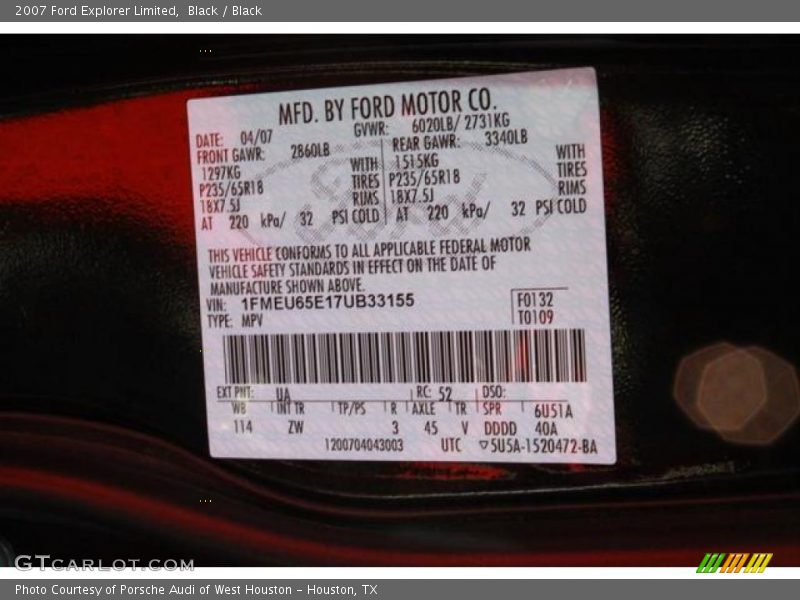 2007 Ford Explorer Limited, Black / Black
MFD. BY FORD MOTOR CO.
DATE: 04/07 GVWR: 6020LB/ 2731KG
FRONT GAWR: 2860LB REAR GAWR: 3340LB
1297KG WITH 1515KG WITH
P235/65R18 TIRES P235/65R18 TIRES
18X7.5J RIMS 18X7.5J RIMS
AT 220 kPa/ 32 PSI COLD AT 220 kPa/ 32 PSI COLD
THIS VEHICLE CONFORMS TO ALL APPLICABLE FEDERAL MOTOR
VEHICLE SAFETY STANDARDS IN EFFECT ON THE DATE OF
MANUFACTURE SHOWN ABOVE.
VIN: 1FMEU65E17UB33155 F0132
TYPE: MPV T0109
EXT PNT: UA RC: 52 DSO:
WB INT TR TP/PS R AXLE TR SPR 6U51A
114 ZW 3 45 V DDDD 40A
1200704043003 UTC ▽5U5A-1520472-BA
GTCARLOT.COM
Photo Courtesy of Porsche Audi of West Houston - Houston, TX